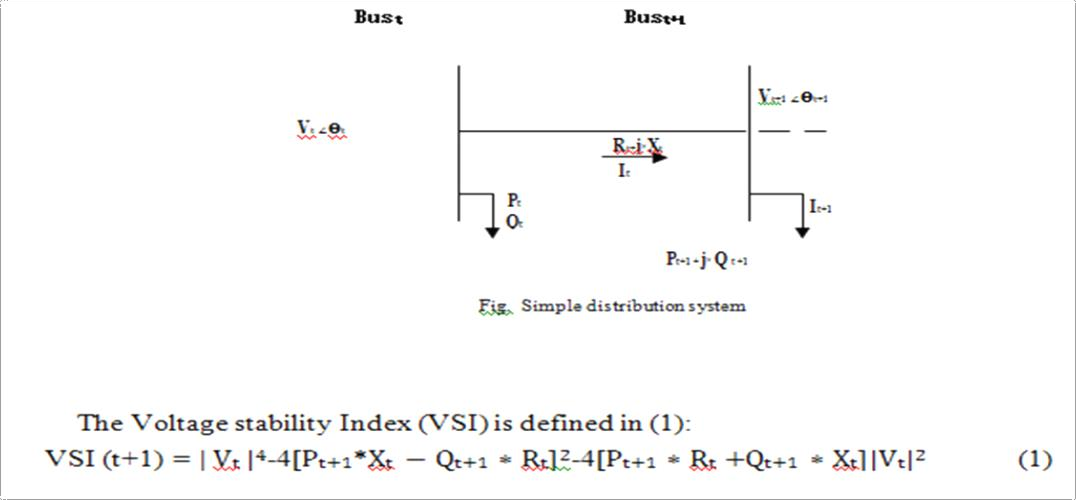 Bust Bust+1
Vt+1 ∠θt+1
Vt ∠θt
Rt+j·Xt
It
Pt
Qt
It+1
Pt+1+j·Qt+1
Fig. Simple distribution system
The Voltage stability Index (VSI) is defined in (1):
VSI (t+1) = | Vt |⁴-4[Pt+1*Xt − Qt+1 * Rt]²-4[Pt+1 * Rt +Qt+1 * Xt]|Vt|² (1)